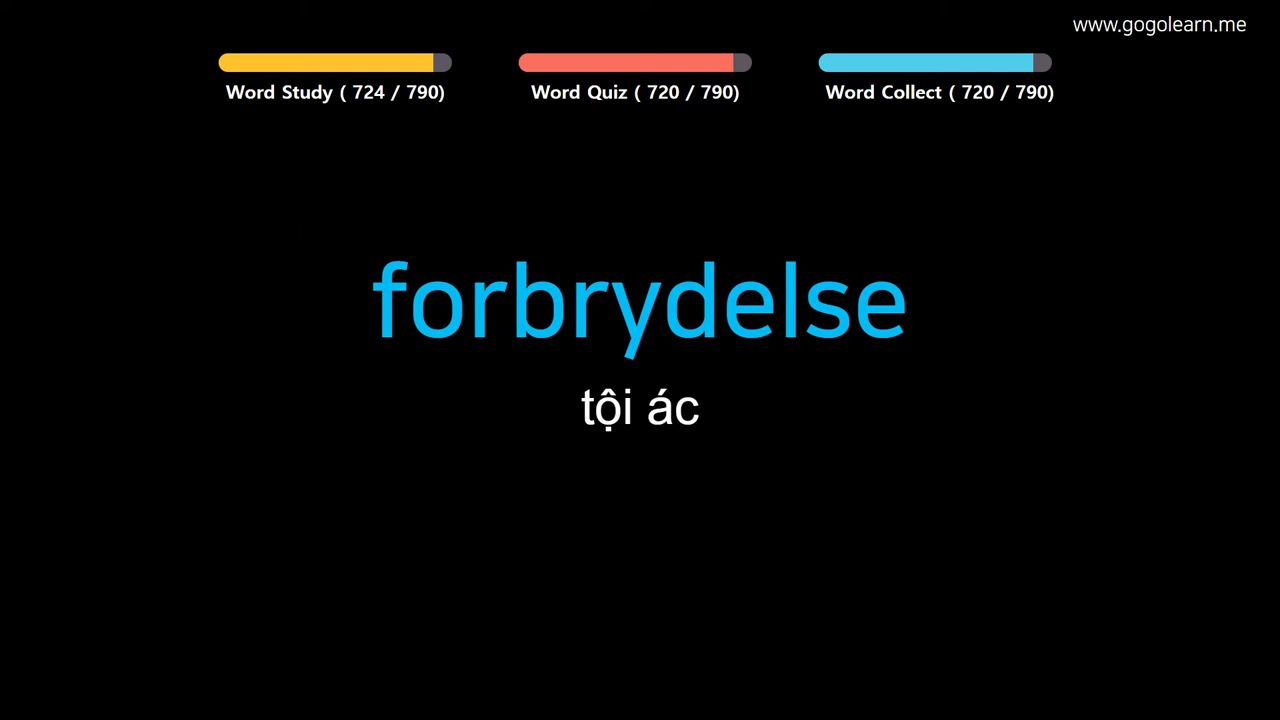 www.gogolearn.me
Word Study ( 724 / 790)
Word Quiz ( 720 / 790)
Word Collect ( 720 / 790)
forbrydelse
tội ác